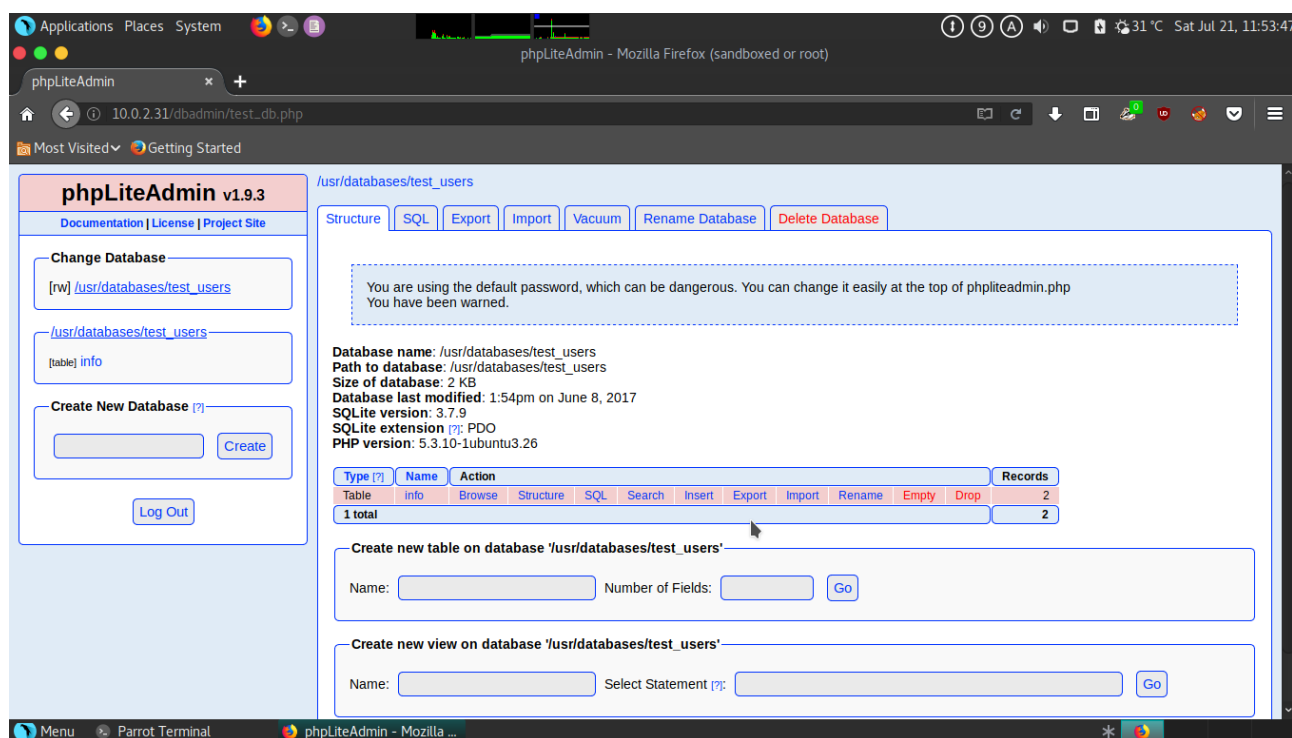 Applications Places System 31 °C Sat Jul 21, 11:53:47
phpLiteAdmin - Mozilla Firefox (sandboxed or root)
phpLiteAdmin × +
10.0.2.31/dbadmin/test_db.php
Most Visited Getting Started
phpLiteAdmin v1.9.3
Documentation | License | Project Site
Change Database
[rw] /usr/databases/test_users
/usr/databases/test_users
[table] info
Create New Database [?]
Create
Log Out
/usr/databases/test_users
Structure SQL Export Import Vacuum Rename Database Delete Database
You are using the default password, which can be dangerous. You can change it easily at the top of phpliteadmin.php
You have been warned.
Database name: /usr/databases/test_users
Path to database: /usr/databases/test_users
Size of database: 2 KB
Database last modified: 1:54pm on June 8, 2017
SQLite version: 3.7.9
SQLite extension [?]: PDO
PHP version: 5.3.10-1ubuntu3.26
Type [?] Name Action Records
Table info Browse Structure SQL Search Insert Export Import Rename Empty Drop 2
1 total 2
Create new table on database '/usr/databases/test_users'
Name: Number of Fields: Go
Create new view on database '/usr/databases/test_users'
Name: Select Statement [?]: Go
Menu Parrot Terminal phpLiteAdmin - Mozilla ...